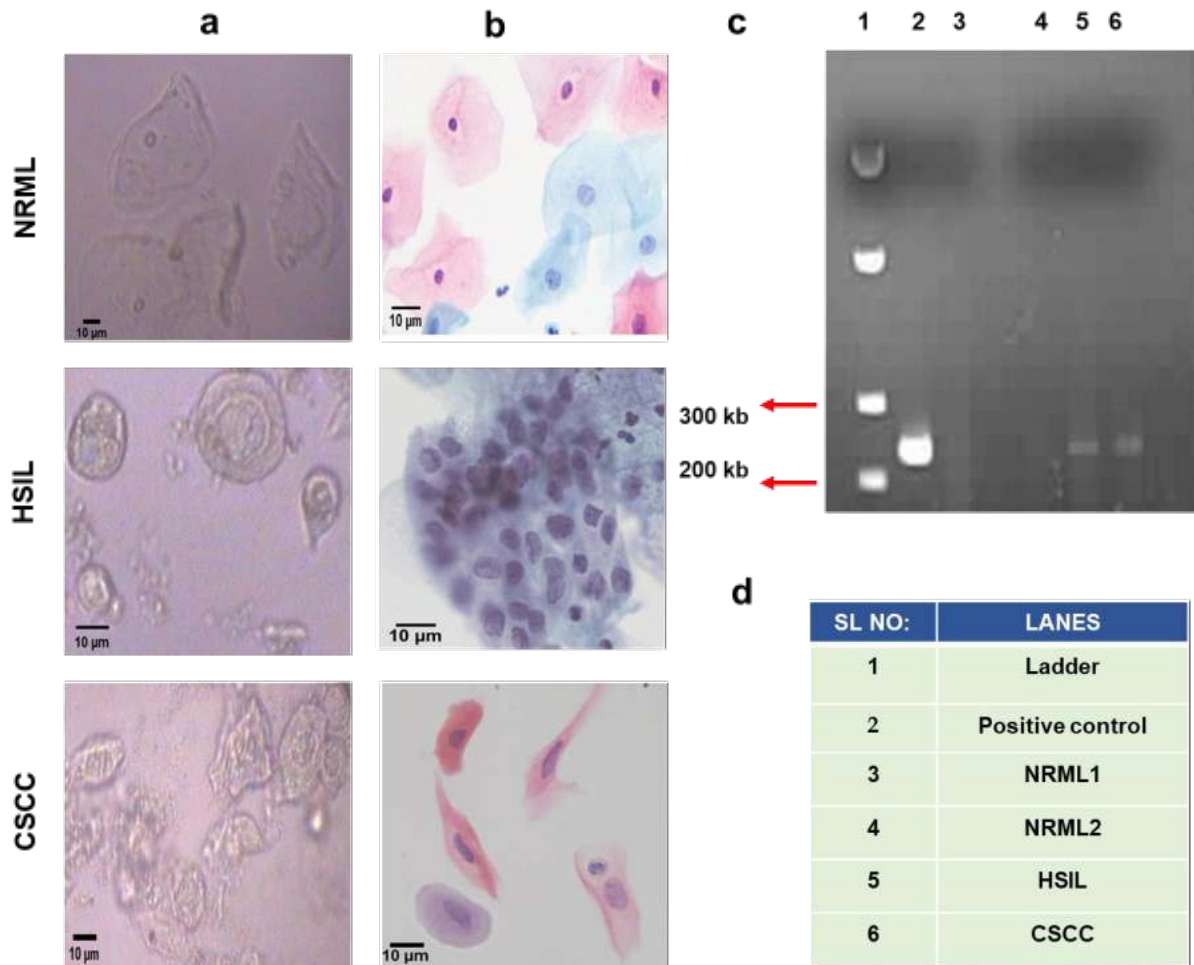 a
b
c
1 2 3 4 5 6
NRML
10 µm
10 µm
HSIL
10 µm
10 µm
300 kb
200 kb
CSCC
10 µm
10 µm
d
SL NO: LANES
1 Ladder
2 Positive control
3 NRML1
4 NRML2
5 HSIL
6 CSCC